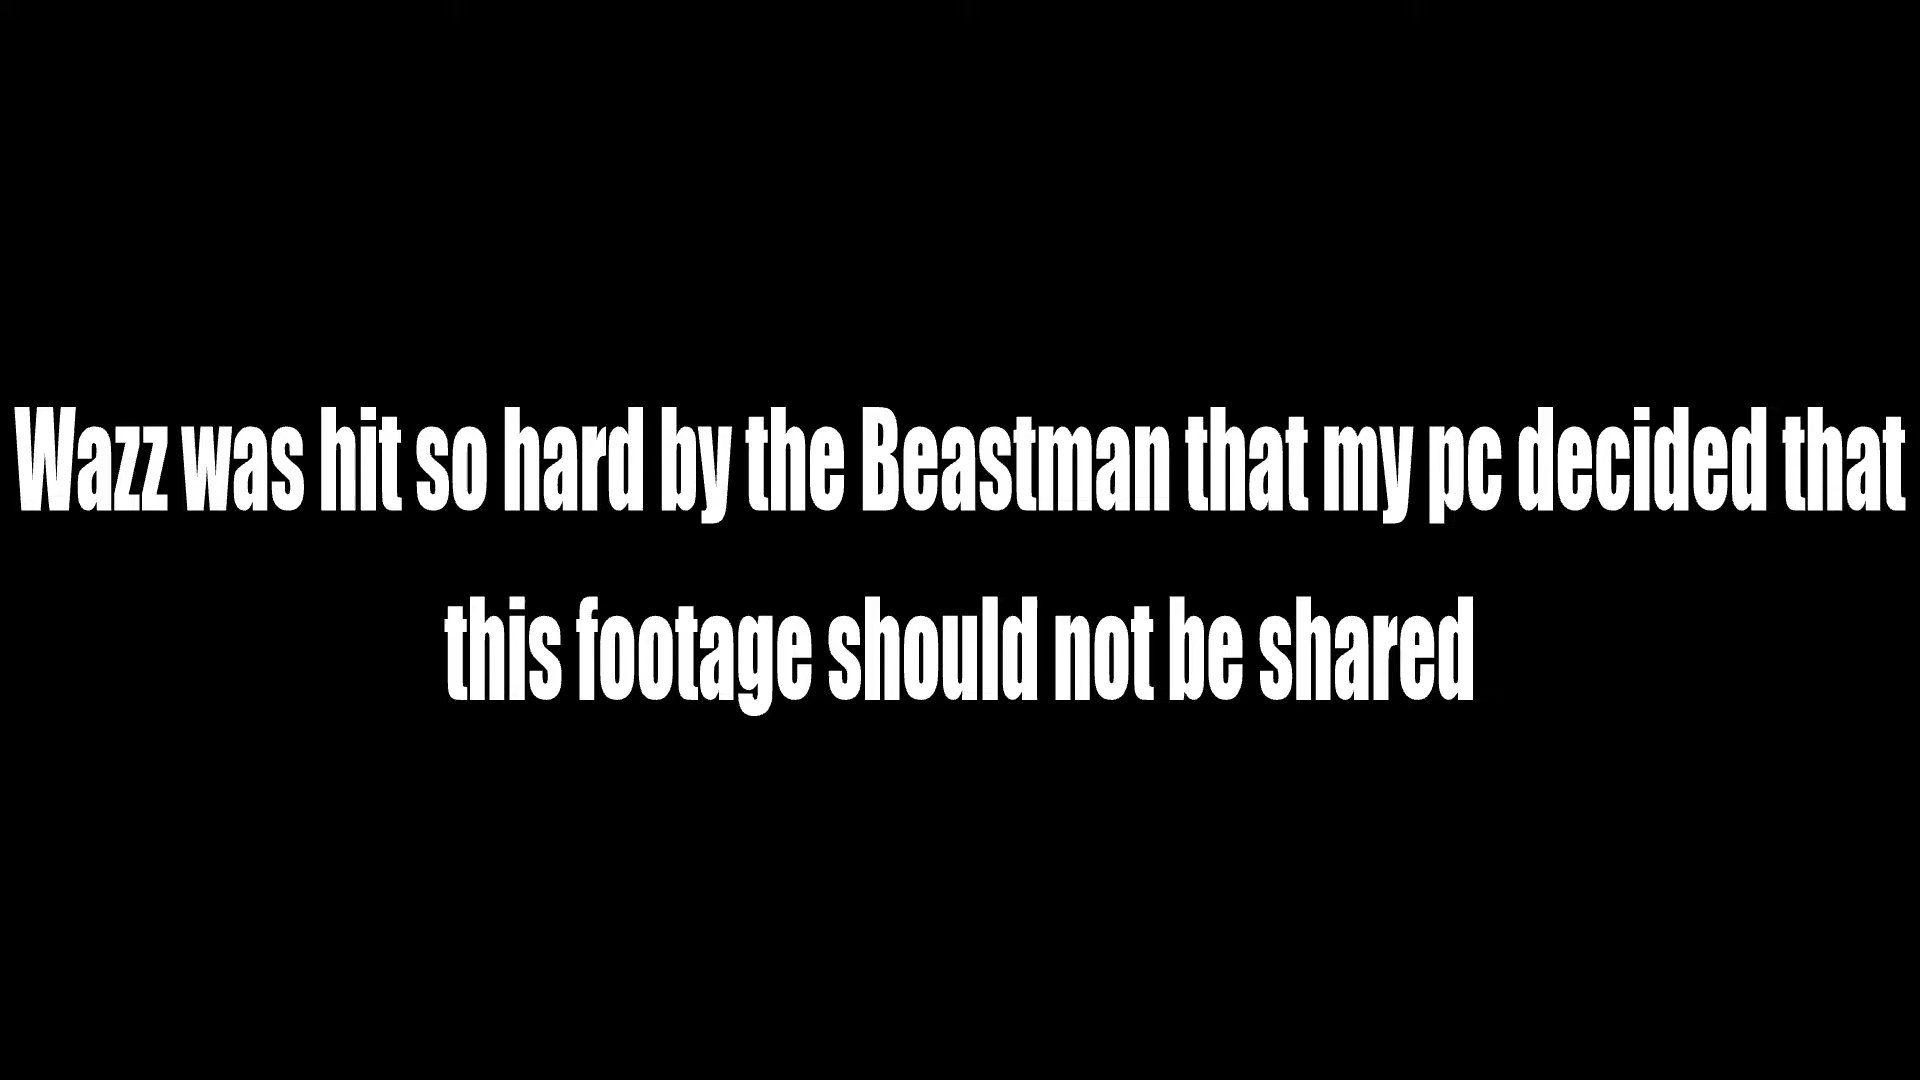 Wazz was hit so hard by the Beastman that my pc decided that
this footage should not be shared